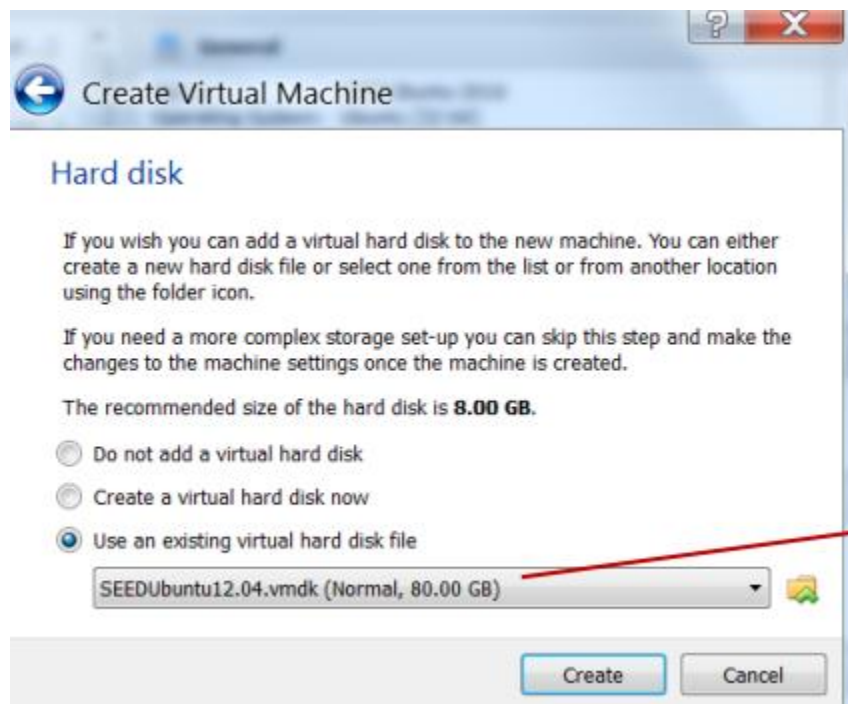 General
Create Virtual Machine
Hard disk
If you wish you can add a virtual hard disk to the new machine. You can either
create a new hard disk file or select one from the list or from another location
using the folder icon.
If you need a more complex storage set-up you can skip this step and make the
changes to the machine settings once the machine is created.
The recommended size of the hard disk is 8.00 GB.
Do not add a virtual hard disk
Create a virtual hard disk now
Use an existing virtual hard disk file
SEEDUbuntu12.04.vmdk (Normal, 80.00 GB)
Create
Cancel